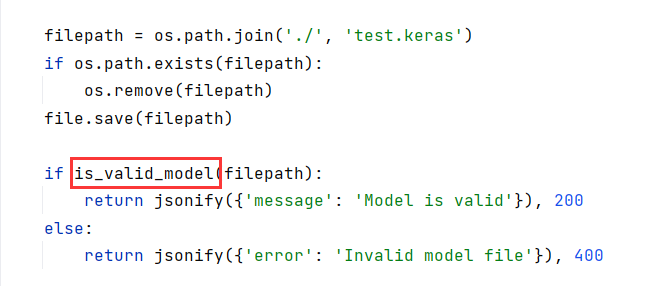 filepath = os.path.join('./', 'test.keras')
if os.path.exists(filepath):
    os.remove(filepath)
file.save(filepath)
if is_valid_model(filepath):
    return jsonify({'message': 'Model is valid'}), 200
else:
    return jsonify({'error': 'Invalid model file'}), 400